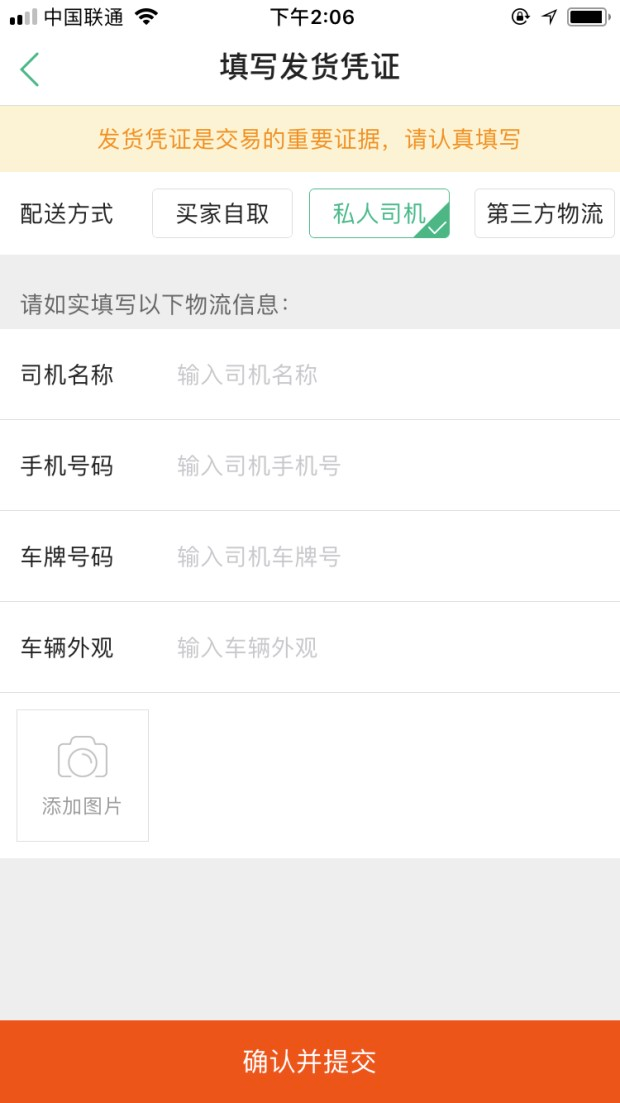 中国联通 下午2:06
填写发货凭证
发货凭证是交易的重要证据，请认真填写
配送方式 买家自取 私人司机 第三方物流
请如实填写以下物流信息：
司机名称 输入司机名称
手机号码 输入司机手机号
车牌号码 输入司机车牌号
车辆外观 输入车辆外观
添加图片
确认并提交